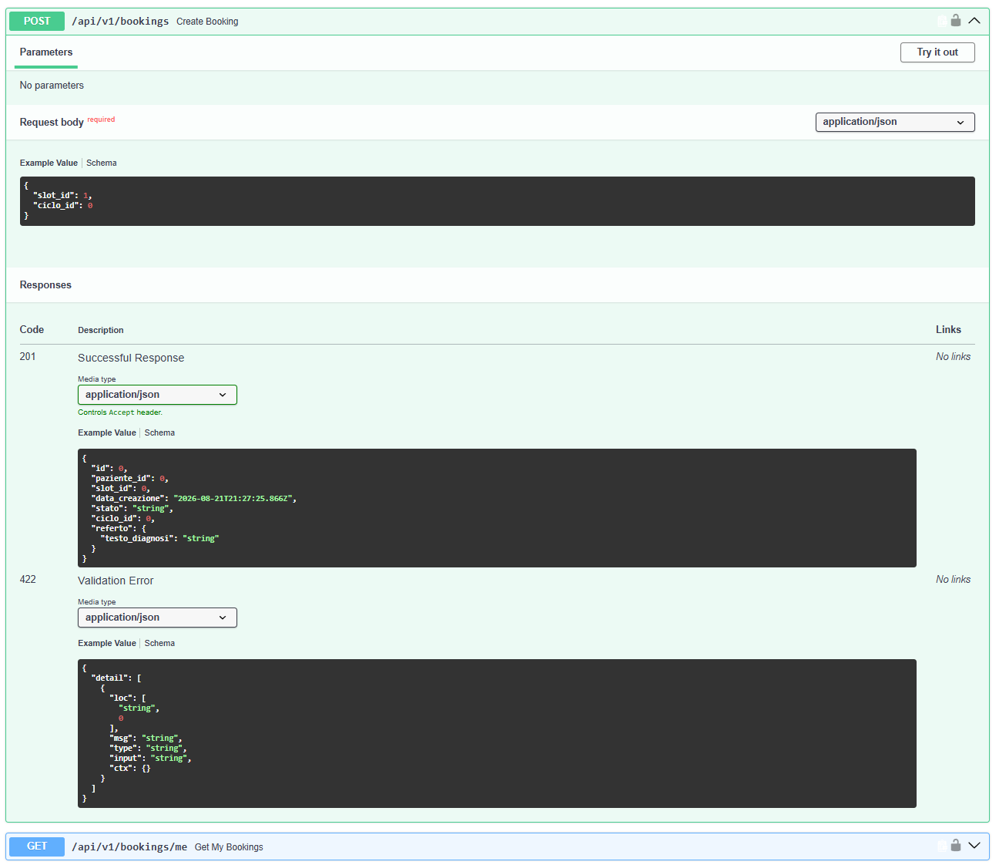 POST /api/v1/bookings Create Booking
Parameters
Try it out
No parameters
Request body required
application/json
Example Value Schema
{
  "slot_id": 1,
  "ciclo_id": 0
}
Responses
Code Description Links
201 Successful Response No links
Media type
application/json
Controls Accept header.
Example Value Schema
{
  "id": 0,
  "paziente_id": 0,
  "slot_id": 0,
  "data_creazione": "2026-08-21T21:27:25.866Z",
  "stato": "string",
  "ciclo_id": 0,
  "referto": {
    "testo_diagnosi": "string"
  }
}
422 Validation Error No links
Media type
application/json
Example Value Schema
{
  "detail": [
    {
      "loc": [
        "string",
        0
      ],
      "msg": "string",
      "type": "string",
      "input": "string",
      "ctx": {}
    }
  ]
}
GET /api/v1/bookings/me Get My Bookings